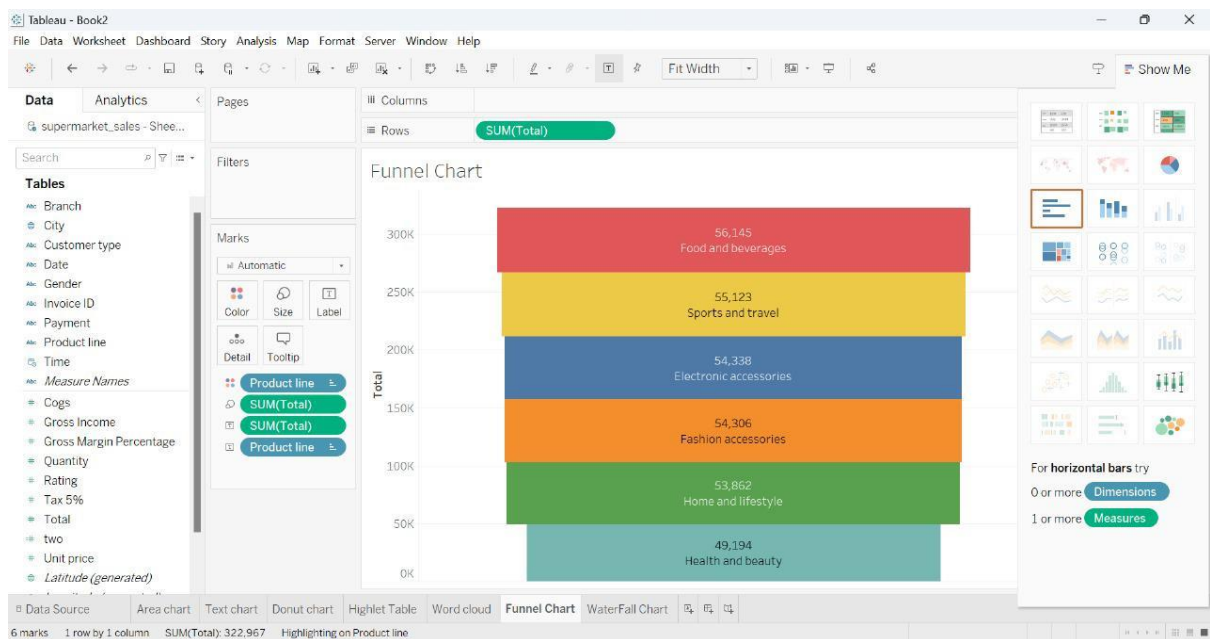 Tableau - Book2
File Data Worksheet Dashboard Story Analysis Map Format Server Window Help
Fit Width
Show Me
Data Analytics
supermarket_sales - Shee...
Search
Tables
Abc Branch
City
Abc Customer type
Abc Date
Abc Gender
Abc Invoice ID
Abc Payment
Abc Product line
Time
Abc Measure Names
Cogs
Gross Income
Gross Margin Percentage
Quantity
Rating
Tax 5%
Total
two
Unit price
Latitude (generated)
Pages
Filters
Marks
Automatic
Color Size Label
Detail Tooltip
Product line
SUM(Total)
SUM(Total)
Product line
Columns
Rows SUM(Total)
Funnel Chart
Total
300K
250K
200K
150K
100K
50K
0K
56,145
Food and beverages
55,123
Sports and travel
54,338
Electronic accessories
54,306
Fashion accessories
53,862
Home and lifestyle
49,194
Health and beauty
For horizontal bars try
0 or more Dimensions
1 or more Measures
Data Source Area chart Text chart Donut chart Highlet Table Word cloud Funnel Chart WaterFall Chart
6 marks 1 row by 1 column SUM(Total): 322,967 Highlighting on Product line